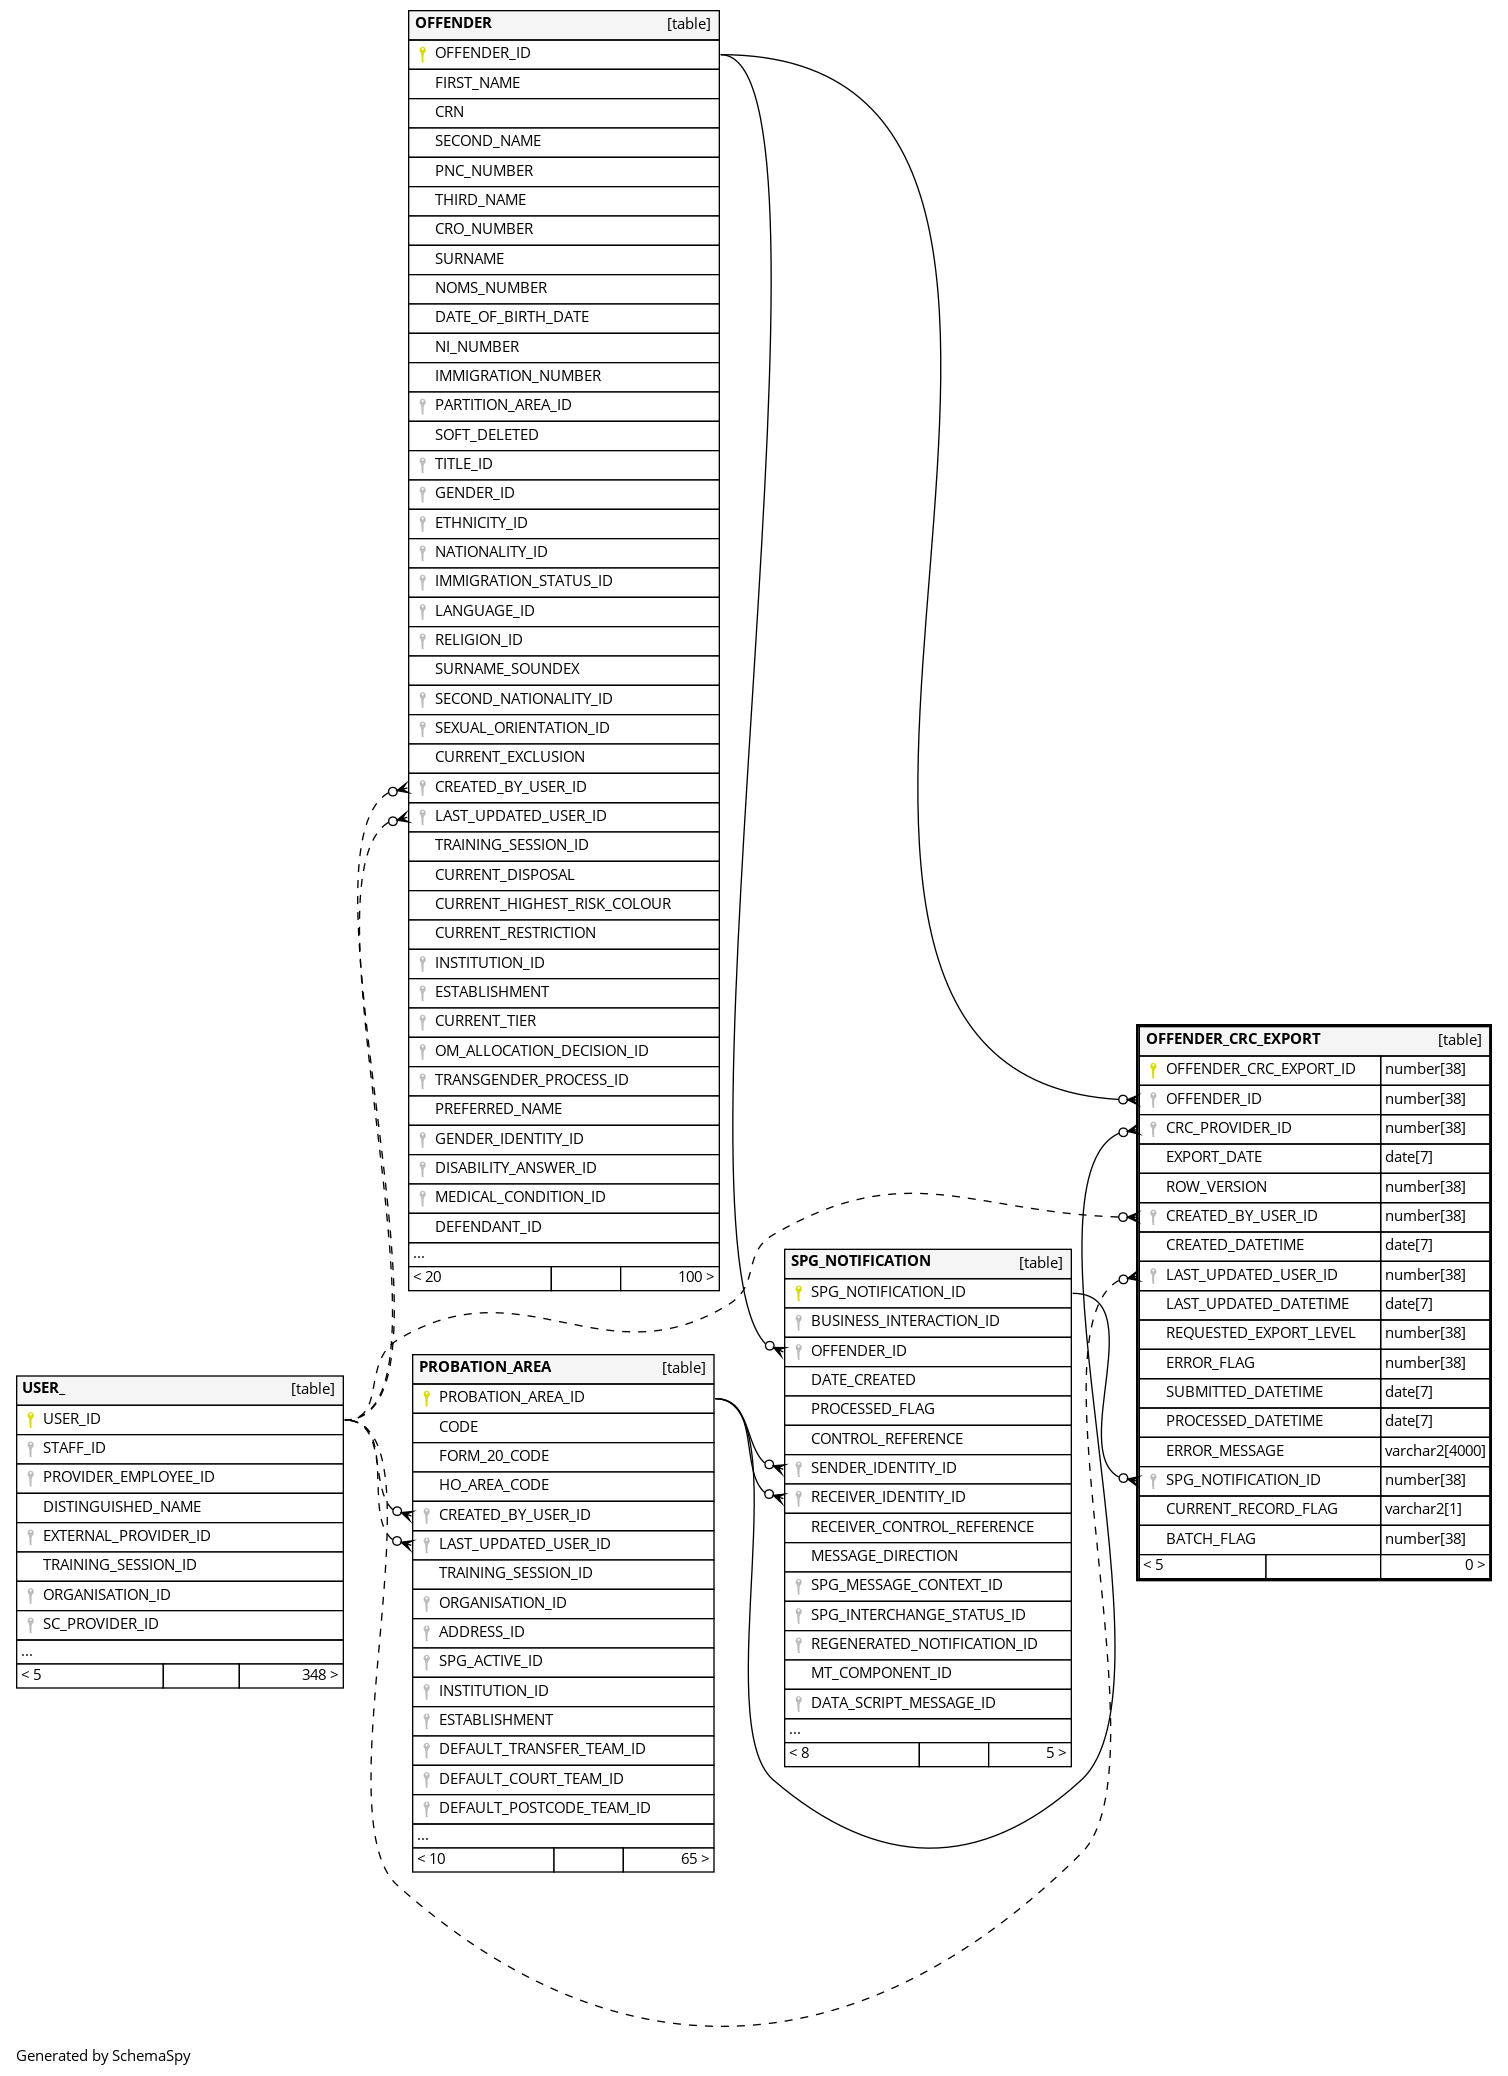 OFFENDER [table]
OFFENDER_ID
FIRST_NAME
CRN
SECOND_NAME
PNC_NUMBER
THIRD_NAME
CRO_NUMBER
SURNAME
NOMS_NUMBER
DATE_OF_BIRTH_DATE
NI_NUMBER
IMMIGRATION_NUMBER
PARTITION_AREA_ID
SOFT_DELETED
TITLE_ID
GENDER_ID
ETHNICITY_ID
NATIONALITY_ID
IMMIGRATION_STATUS_ID
LANGUAGE_ID
RELIGION_ID
SURNAME_SOUNDEX
SECOND_NATIONALITY_ID
SEXUAL_ORIENTATION_ID
CURRENT_EXCLUSION
CREATED_BY_USER_ID
LAST_UPDATED_USER_ID
TRAINING_SESSION_ID
CURRENT_DISPOSAL
CURRENT_HIGHEST_RISK_COLOUR
CURRENT_RESTRICTION
INSTITUTION_ID
ESTABLISHMENT
CURRENT_TIER
OM_ALLOCATION_DECISION_ID
TRANSGENDER_PROCESS_ID
PREFERRED_NAME
GENDER_IDENTITY_ID
DISABILITY_ANSWER_ID
MEDICAL_CONDITION_ID
DEFENDANT_ID
...
< 20 100 >
OFFENDER_CRC_EXPORT [table]
OFFENDER_CRC_EXPORT_ID number[38]
OFFENDER_ID number[38]
CRC_PROVIDER_ID number[38]
EXPORT_DATE date[7]
ROW_VERSION number[38]
CREATED_BY_USER_ID number[38]
CREATED_DATETIME date[7]
LAST_UPDATED_USER_ID number[38]
LAST_UPDATED_DATETIME date[7]
REQUESTED_EXPORT_LEVEL number[38]
ERROR_FLAG number[38]
SUBMITTED_DATETIME date[7]
PROCESSED_DATETIME date[7]
ERROR_MESSAGE varchar2[4000]
SPG_NOTIFICATION_ID number[38]
CURRENT_RECORD_FLAG varchar2[1]
BATCH_FLAG number[38]
< 5 0 >
SPG_NOTIFICATION [table]
SPG_NOTIFICATION_ID
BUSINESS_INTERACTION_ID
OFFENDER_ID
DATE_CREATED
PROCESSED_FLAG
CONTROL_REFERENCE
SENDER_IDENTITY_ID
RECEIVER_IDENTITY_ID
RECEIVER_CONTROL_REFERENCE
MESSAGE_DIRECTION
SPG_MESSAGE_CONTEXT_ID
SPG_INTERCHANGE_STATUS_ID
REGENERATED_NOTIFICATION_ID
MT_COMPONENT_ID
DATA_SCRIPT_MESSAGE_ID
...
< 8 5 >
PROBATION_AREA [table]
PROBATION_AREA_ID
CODE
FORM_20_CODE
HO_AREA_CODE
CREATED_BY_USER_ID
LAST_UPDATED_USER_ID
TRAINING_SESSION_ID
ORGANISATION_ID
ADDRESS_ID
SPG_ACTIVE_ID
INSTITUTION_ID
ESTABLISHMENT
DEFAULT_TRANSFER_TEAM_ID
DEFAULT_COURT_TEAM_ID
DEFAULT_POSTCODE_TEAM_ID
...
< 10 65 >
USER_ [table]
USER_ID
STAFF_ID
PROVIDER_EMPLOYEE_ID
DISTINGUISHED_NAME
EXTERNAL_PROVIDER_ID
TRAINING_SESSION_ID
ORGANISATION_ID
SC_PROVIDER_ID
...
< 5 348 >
Generated by SchemaSpy